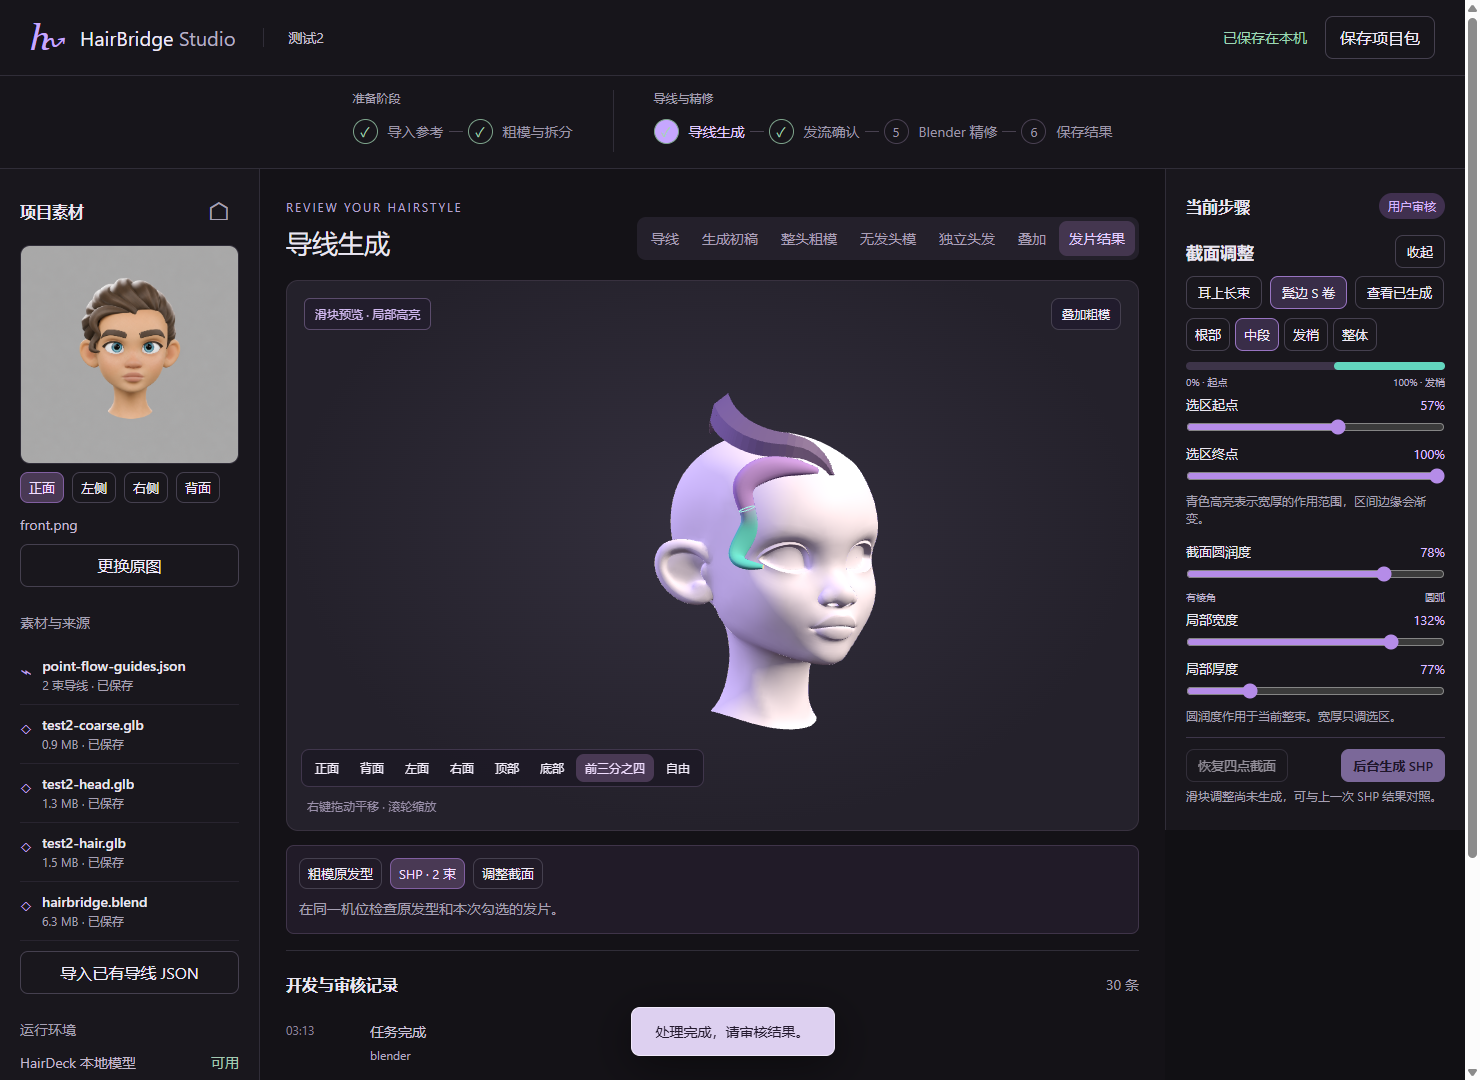 HairBridge Studio
测试2
已保存在本机
保存项目包
准备阶段
导入参考
粗模与拆分
导线与精修
导线生成
发流确认
5 Blender 精修
6 保存结果
项目素材
正面 左侧 右侧 背面
front.png
更换原图
素材与来源
point-flow-guides.json
2 束导线 · 已保存
test2-coarse.glb
0.9 MB · 已保存
test2-head.glb
1.3 MB · 已保存
test2-hair.glb
1.5 MB · 已保存
hairbridge.blend
6.3 MB · 已保存
导入已有导线 JSON
运行环境
HairDeck 本地模型 可用
REVIEW YOUR HAIRSTYLE
导线生成
导线 生成初稿 整头粗模 无发头模 独立头发 叠加 发片结果
滑块预览 · 局部高亮
叠加粗模
正面 背面 左面 右面 顶部 底部 前三分之四 自由
右键拖动平移 · 滚轮缩放
粗模原发型 SHP · 2 束 调整截面
在同一机位检查原发型和本次勾选的发片。
开发与审核记录 30 条
03:13 任务完成
blender
处理完成，请审核结果。
当前步骤 用户审核
截面调整 收起
耳上长束 鬓边 S 卷 查看已生成
根部 中段 发梢 整体
0% · 起点 100% · 发梢
选区起点 57%
选区终点 100%
青色高亮表示宽厚的作用范围，区间边缘会渐
变。
截面圆润度 78%
有棱角 圆弧
局部宽度 132%
局部厚度 77%
圆润度作用于当前整束。宽厚只调选区。
恢复四点截面 后台生成 SHP
滑块调整尚未生成，可与上一次 SHP 结果对照。